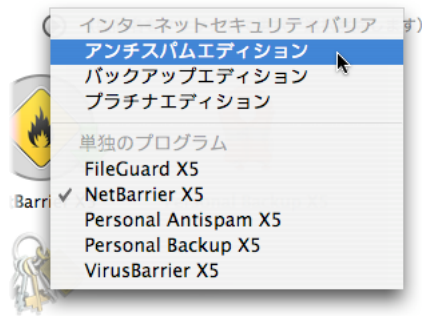 インターネットセキュリティバリア
アンチスパムエディション
バックアップエディション
プラチナエディション
単独のプログラム
FileGuard X5
✓ NetBarrier X5
Personal Antispam X5
Personal Backup X5
VirusBarrier X5